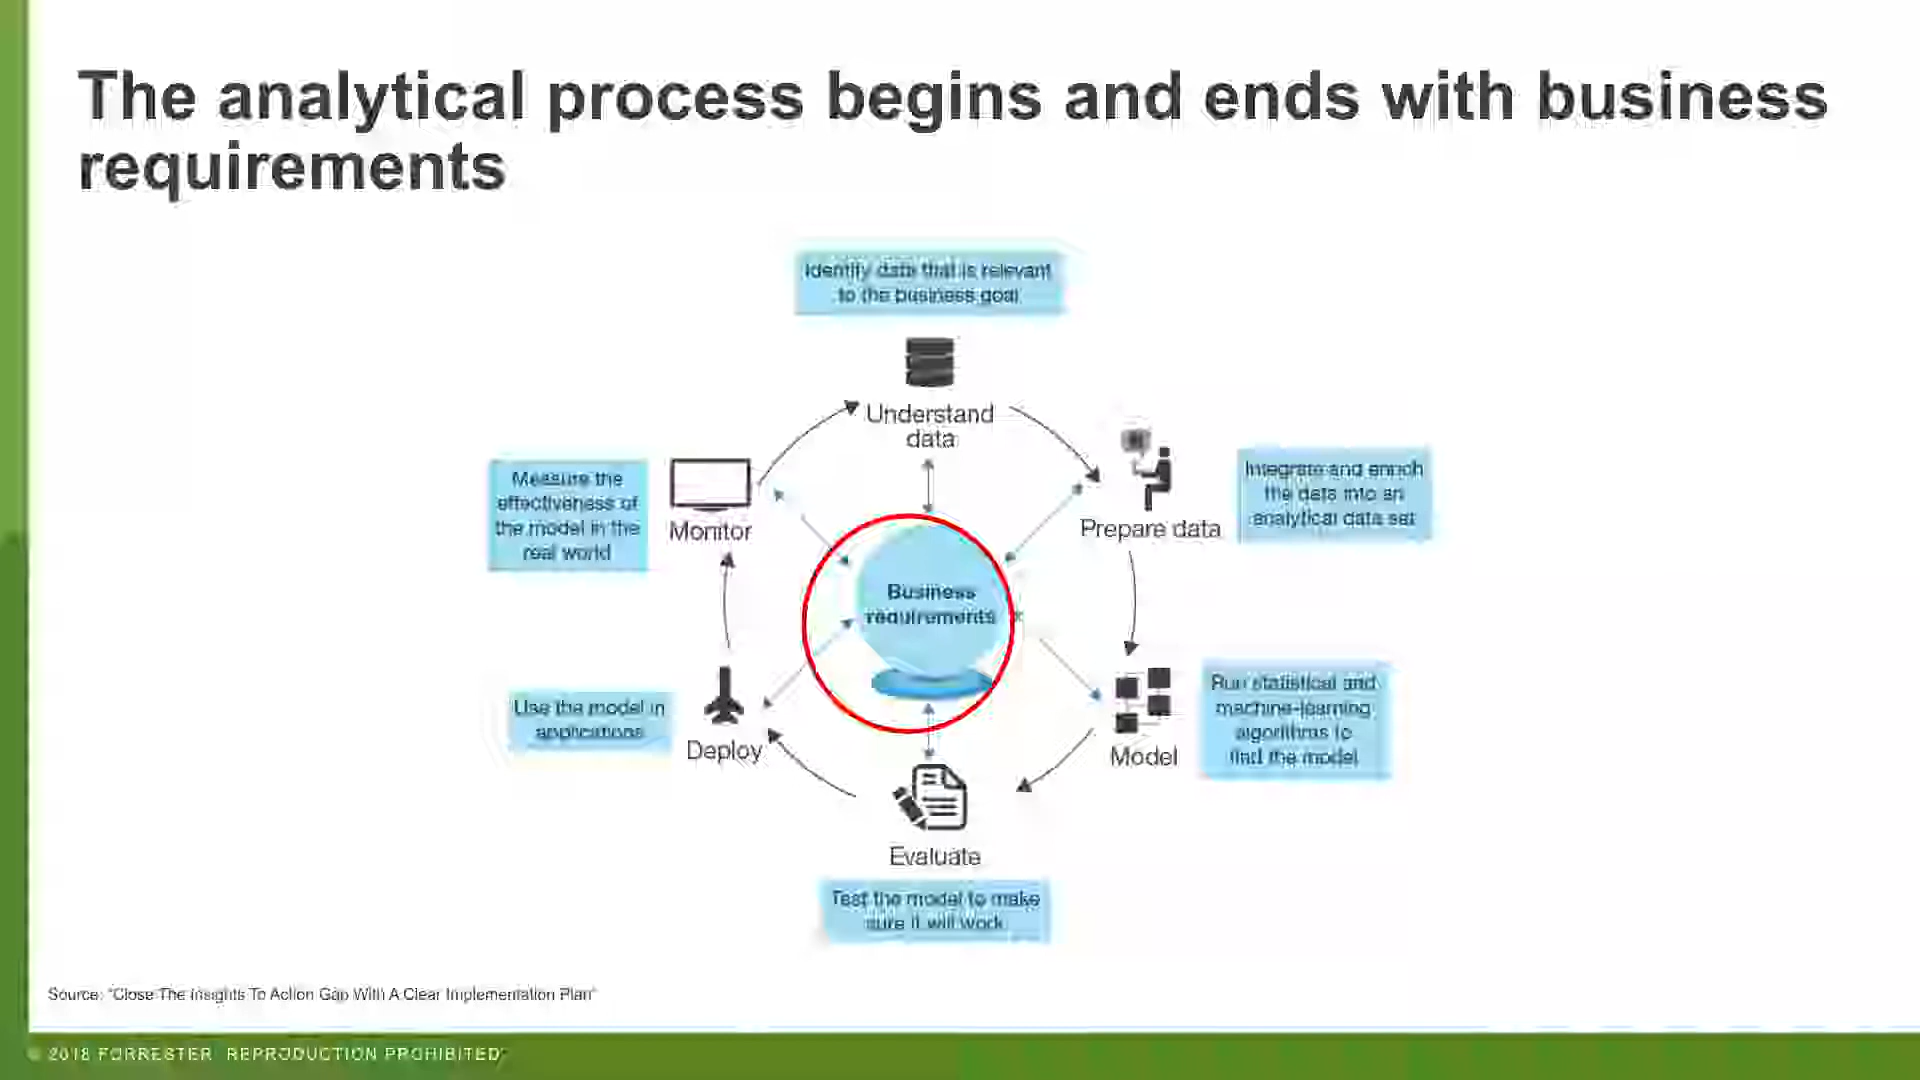 The analytical process begins and ends with business
requirements
Identify data that is relevant
to the business goal
Understand
data
Measure the
effectiveness of
the model in the
real world
Monitor
Integrate and enrich
the data into an
analytical data set
Prepare data
Business
requirements
Use the model in
applications
Deploy
Run statistical and
machine-learning
algorithms to
find the model
Model
Evaluate
Test the model to make
sure it will work
Source: "Close The Insights To Action Gap With A Clear Implementation Plan"
© 2018 FORRESTER. REPRODUCTION PROHIBITED.